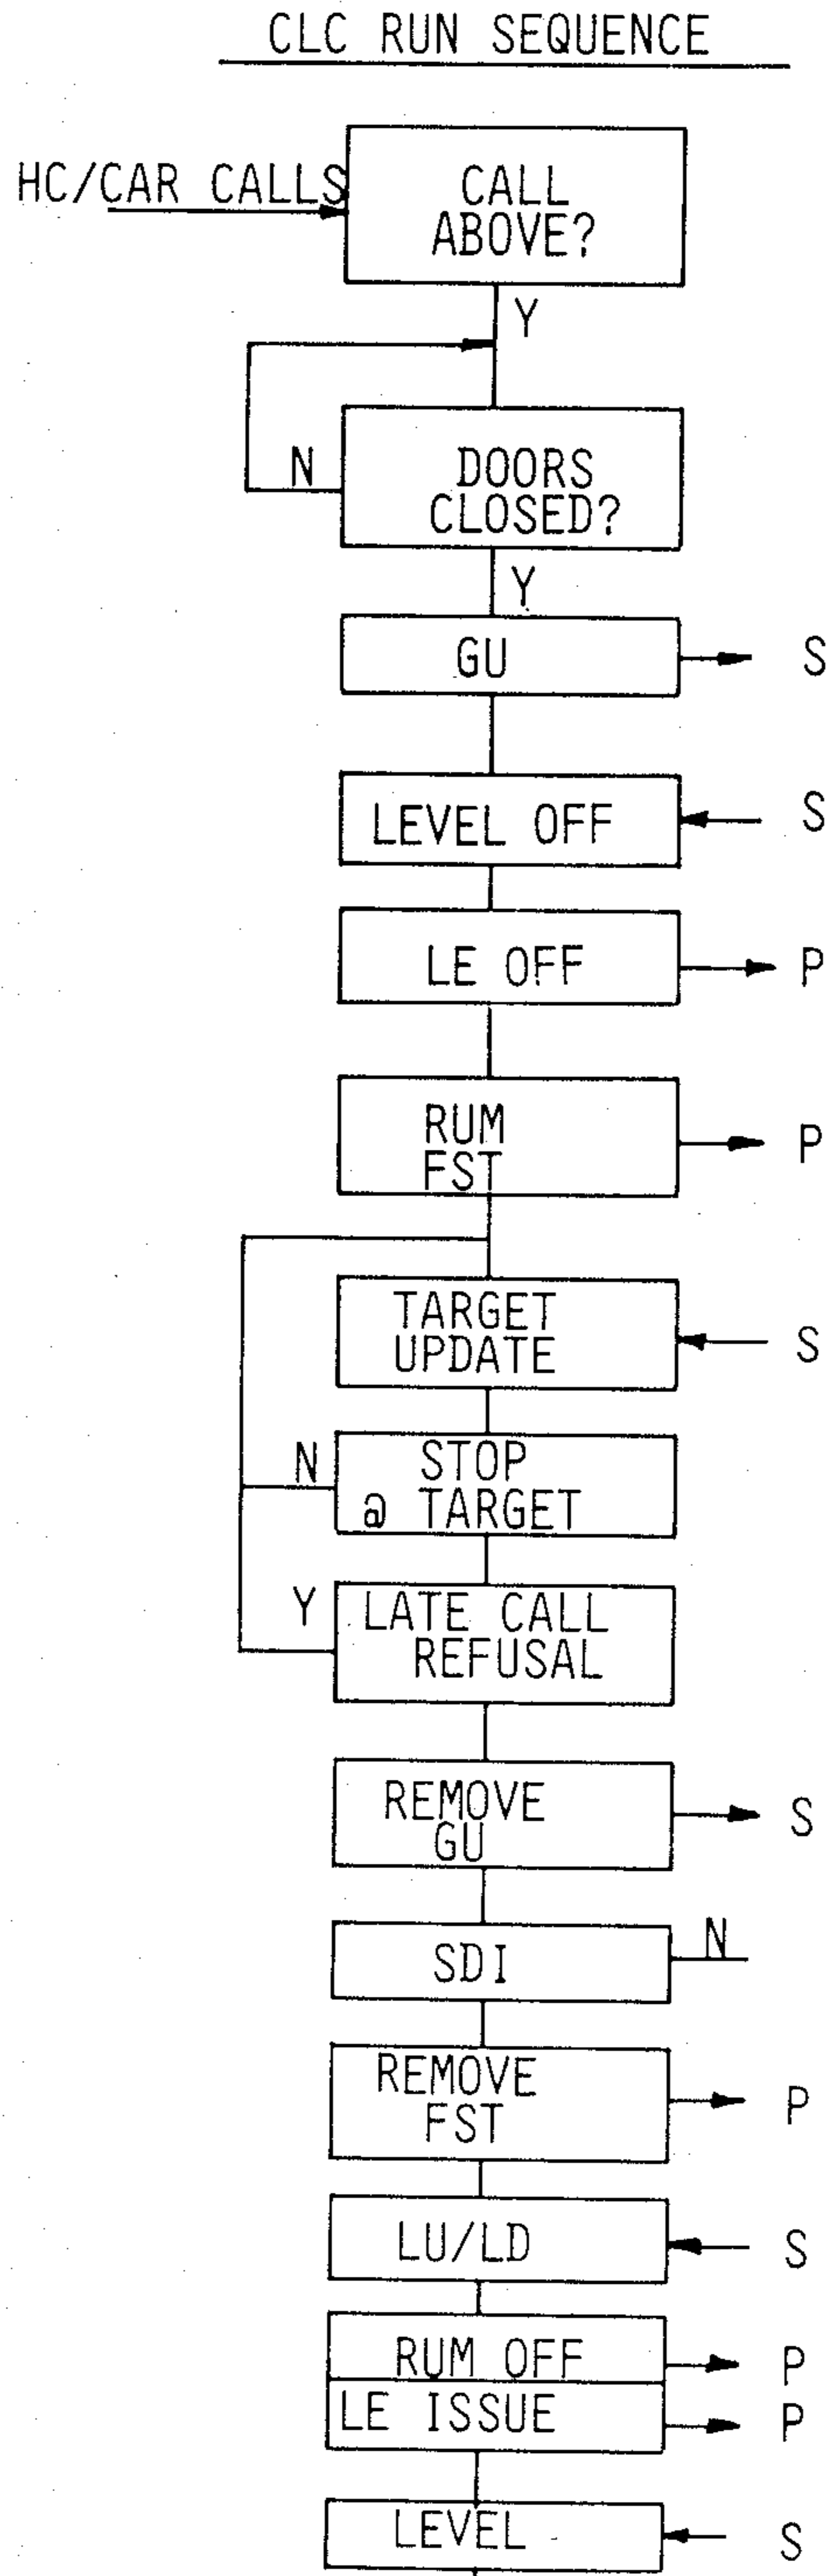 CLC RUN SEQUENCE
HC/CAR CALLS
CALL
ABOVE?
Y
N
DOORS
CLOSED?
Y
GU
S
LEVEL OFF
S
LE OFF
P
RUM
FST
P
TARGET
UPDATE
S
N
STOP
@ TARGET
Y
LATE CALL
REFUSAL
REMOVE
GU
S
SDI
N
REMOVE
FST
P
LU/LD
S
RUM OFF
P
LE ISSUE
P
LEVEL
S